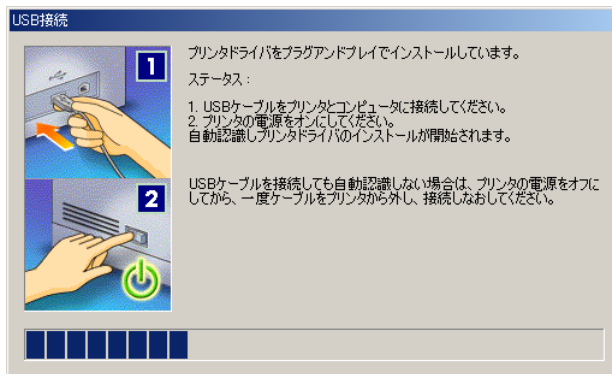 USB接続
1
プリンタドライバをプラグアンドプレイでインストールしています。
ステータス：
1. USBケーブルをプリンタとコンピュータに接続してください。
2. プリンタの電源をオンにしてください。
自動認識しプリンタドライバのインストールが開始されます。
2
USBケーブルを接続しても自動認識しない場合は、プリンタの電源をオフに
してから、一度ケーブルをプリンタから外し、接続しなおしてください。